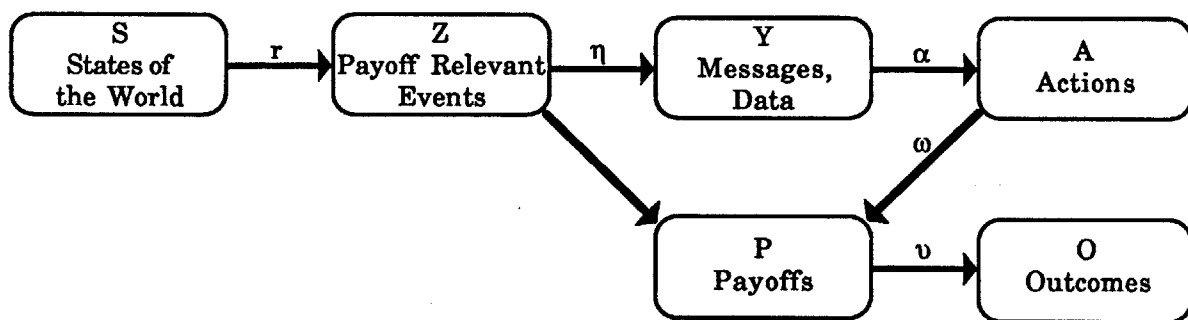 S
States of
the World
r
Z
Payoff Relevant
Events
η
Y
Messages,
Data
α
A
Actions
ω
P
Payoffs
υ
O
Outcomes